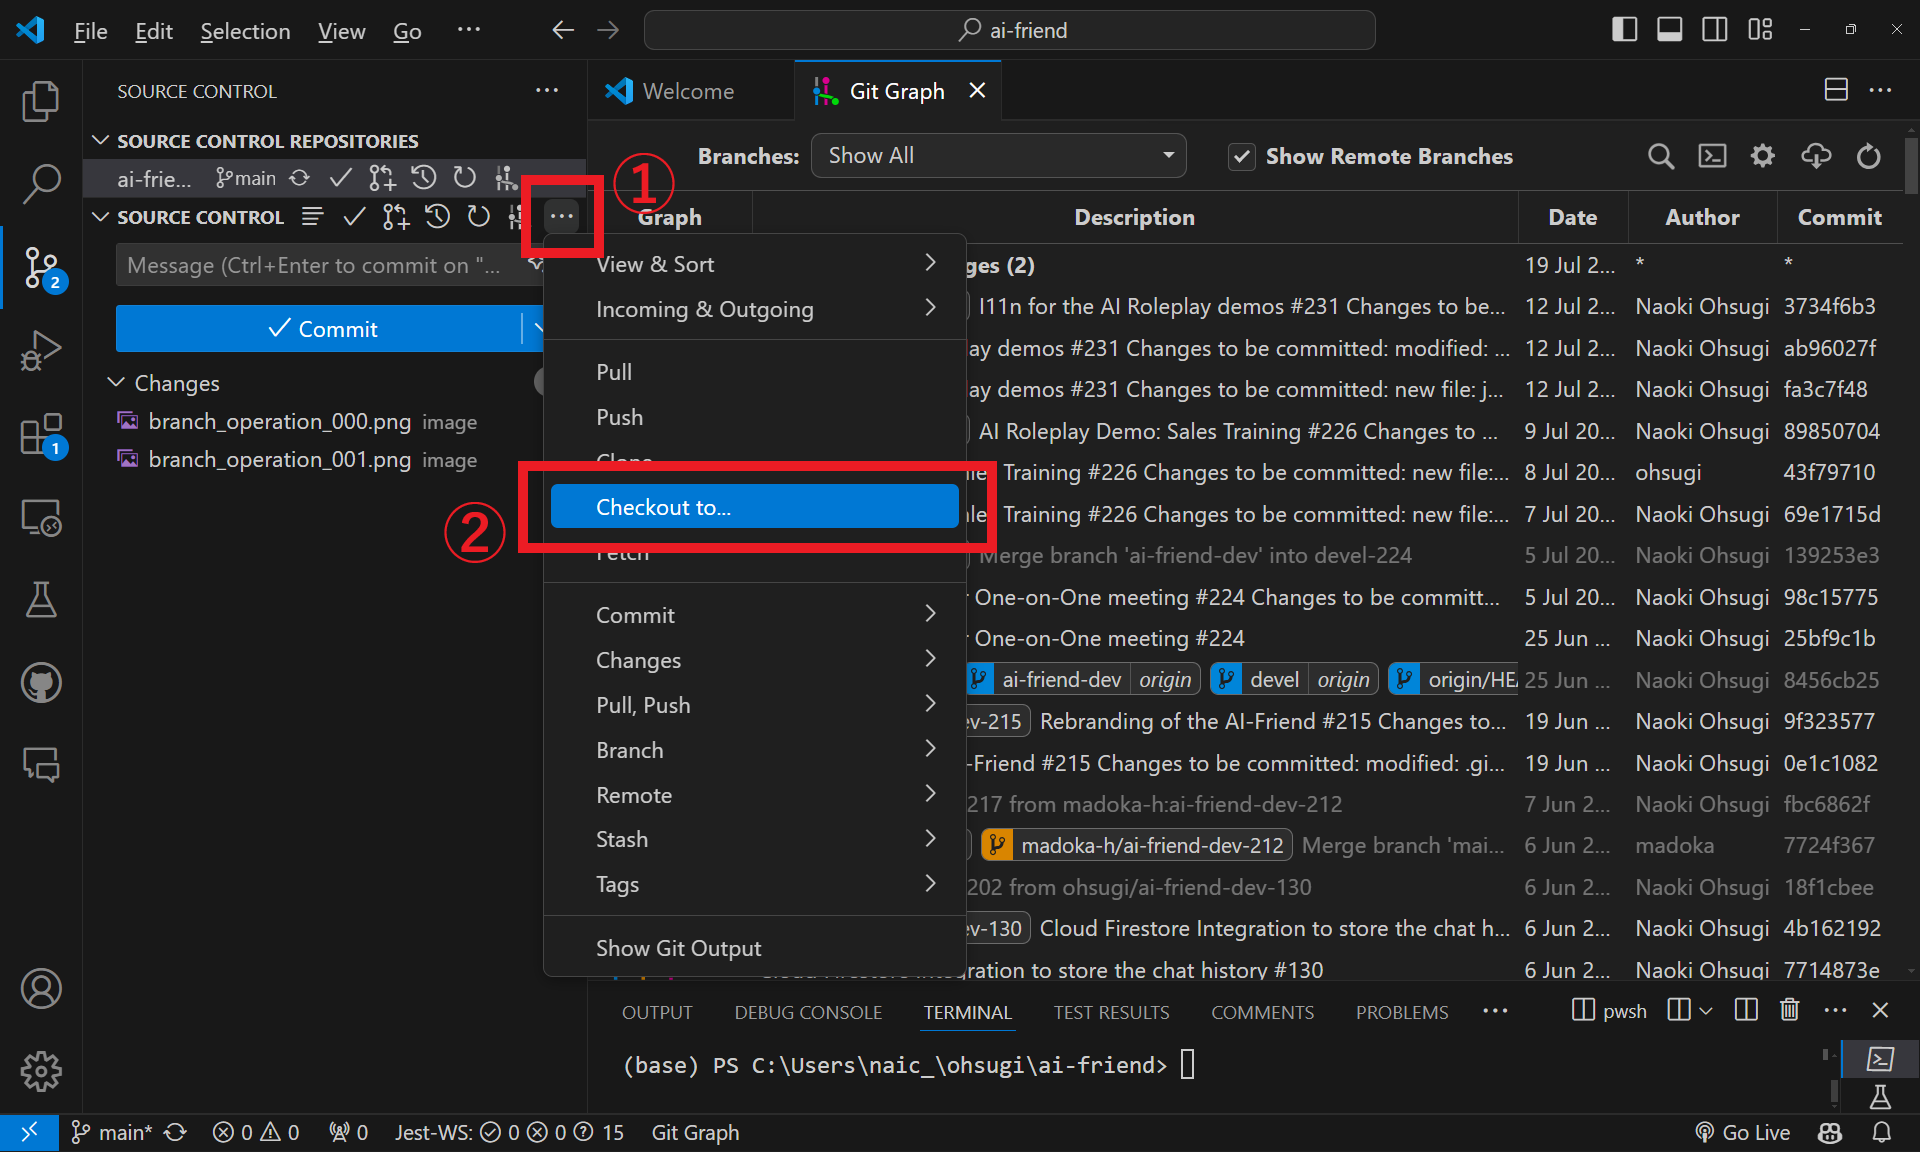 File Edit Selection View Go ···
ai-friend
SOURCE CONTROL
SOURCE CONTROL REPOSITORIES
ai-frie... main
SOURCE CONTROL
Message (Ctrl+Enter to commit on "...
Commit
Changes
branch_operation_000.png image
branch_operation_001.png image
2
1
①
②
View & Sort
Incoming & Outgoing
Pull
Push
Clone
Checkout to...
Fetch
Commit
Changes
Pull, Push
Branch
Remote
Stash
Tags
Show Git Output
Welcome
Git Graph
Branches: Show All
Show Remote Branches
Graph Description Date Author Commit
ges (2) 19 Jul 2... * *
l11n for the AI Roleplay demos #231 Changes to be... 12 Jul 2... Naoki Ohsugi 3734f6b3
ay demos #231 Changes to be committed: modified: ... 12 Jul 2... Naoki Ohsugi ab96027f
ay demos #231 Changes to be committed: new file: j... 12 Jul 2... Naoki Ohsugi fa3c7f48
AI Roleplay Demo: Sales Training #226 Changes to ... 9 Jul 20... Naoki Ohsugi 89850704
le Training #226 Changes to be committed: new file:... 8 Jul 20... ohsugi 43f79710
ale Training #226 Changes to be committed: new file:... 7 Jul 20... Naoki Ohsugi 69e1715d
Merge branch 'ai-friend-dev' into devel-224 5 Jul 20... Naoki Ohsugi 139253e3
r One-on-One meeting #224 Changes to be committ... 5 Jul 20... Naoki Ohsugi 98c15775
r One-on-One meeting #224 25 Jun ... Naoki Ohsugi 25bf9c1b
ai-friend-dev origin devel origin origin/HEA 25 Jun ... Naoki Ohsugi 8456cb25
ev-215 Rebranding of the AI-Friend #215 Changes to... 19 Jun ... Naoki Ohsugi 9f323577
-Friend #215 Changes to be committed: modified: .gi... 19 Jun ... Naoki Ohsugi 0e1c1082
217 from madoka-h:ai-friend-dev-212 7 Jun 2... Naoki Ohsugi fbc6862f
madoka-h/ai-friend-dev-212 Merge branch 'mai... 6 Jun 2... madoka 7724f367
202 from ohsugi/ai-friend-dev-130 6 Jun 2... Naoki Ohsugi 18f1cbee
ev-130 Cloud Firestore Integration to store the chat h... 6 Jun 2... Naoki Ohsugi 4b162192
Cloud Firestore Integration to store the chat history #130 6 Jun 2... Naoki Ohsugi 7714873e
OUTPUT DEBUG CONSOLE TERMINAL TEST RESULTS COMMENTS PROBLEMS ··· pwsh
(base) PS C:\Users\naic_\ohsugi\ai-friend>
main* 0 0 0 Jest-WS: 0 0 15 Git Graph Go Live